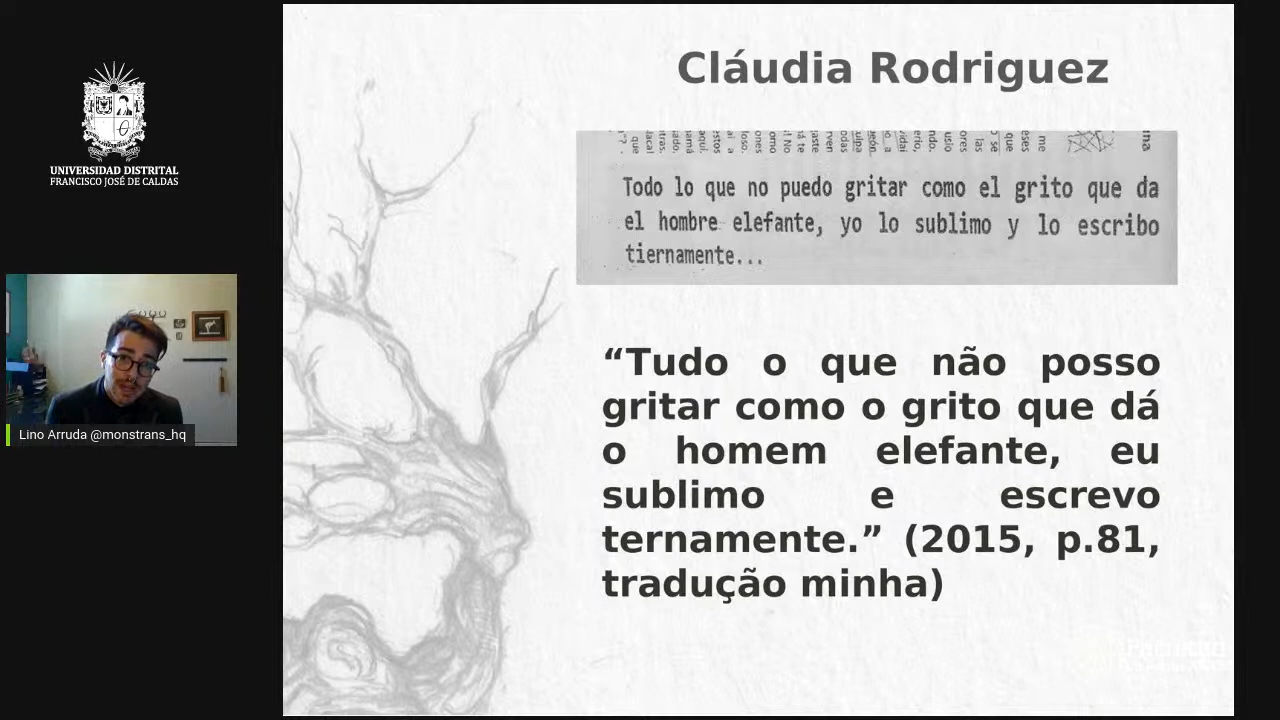 UNIVERSIDAD DISTRITAL
FRANCISCO JOSÉ DE CALDAS
Lino Arruda @monstrans_hq
Cláudia Rodriguez
Todo lo que no puedo gritar como el grito que da
el hombre elefante, yo lo sublimo y lo escribo
tiernamente...
“Tudo o que não posso
gritar como o grito que dá
o homem elefante, eu
sublimo e escrevo
ternamente.” (2015, p.81,
tradução minha)